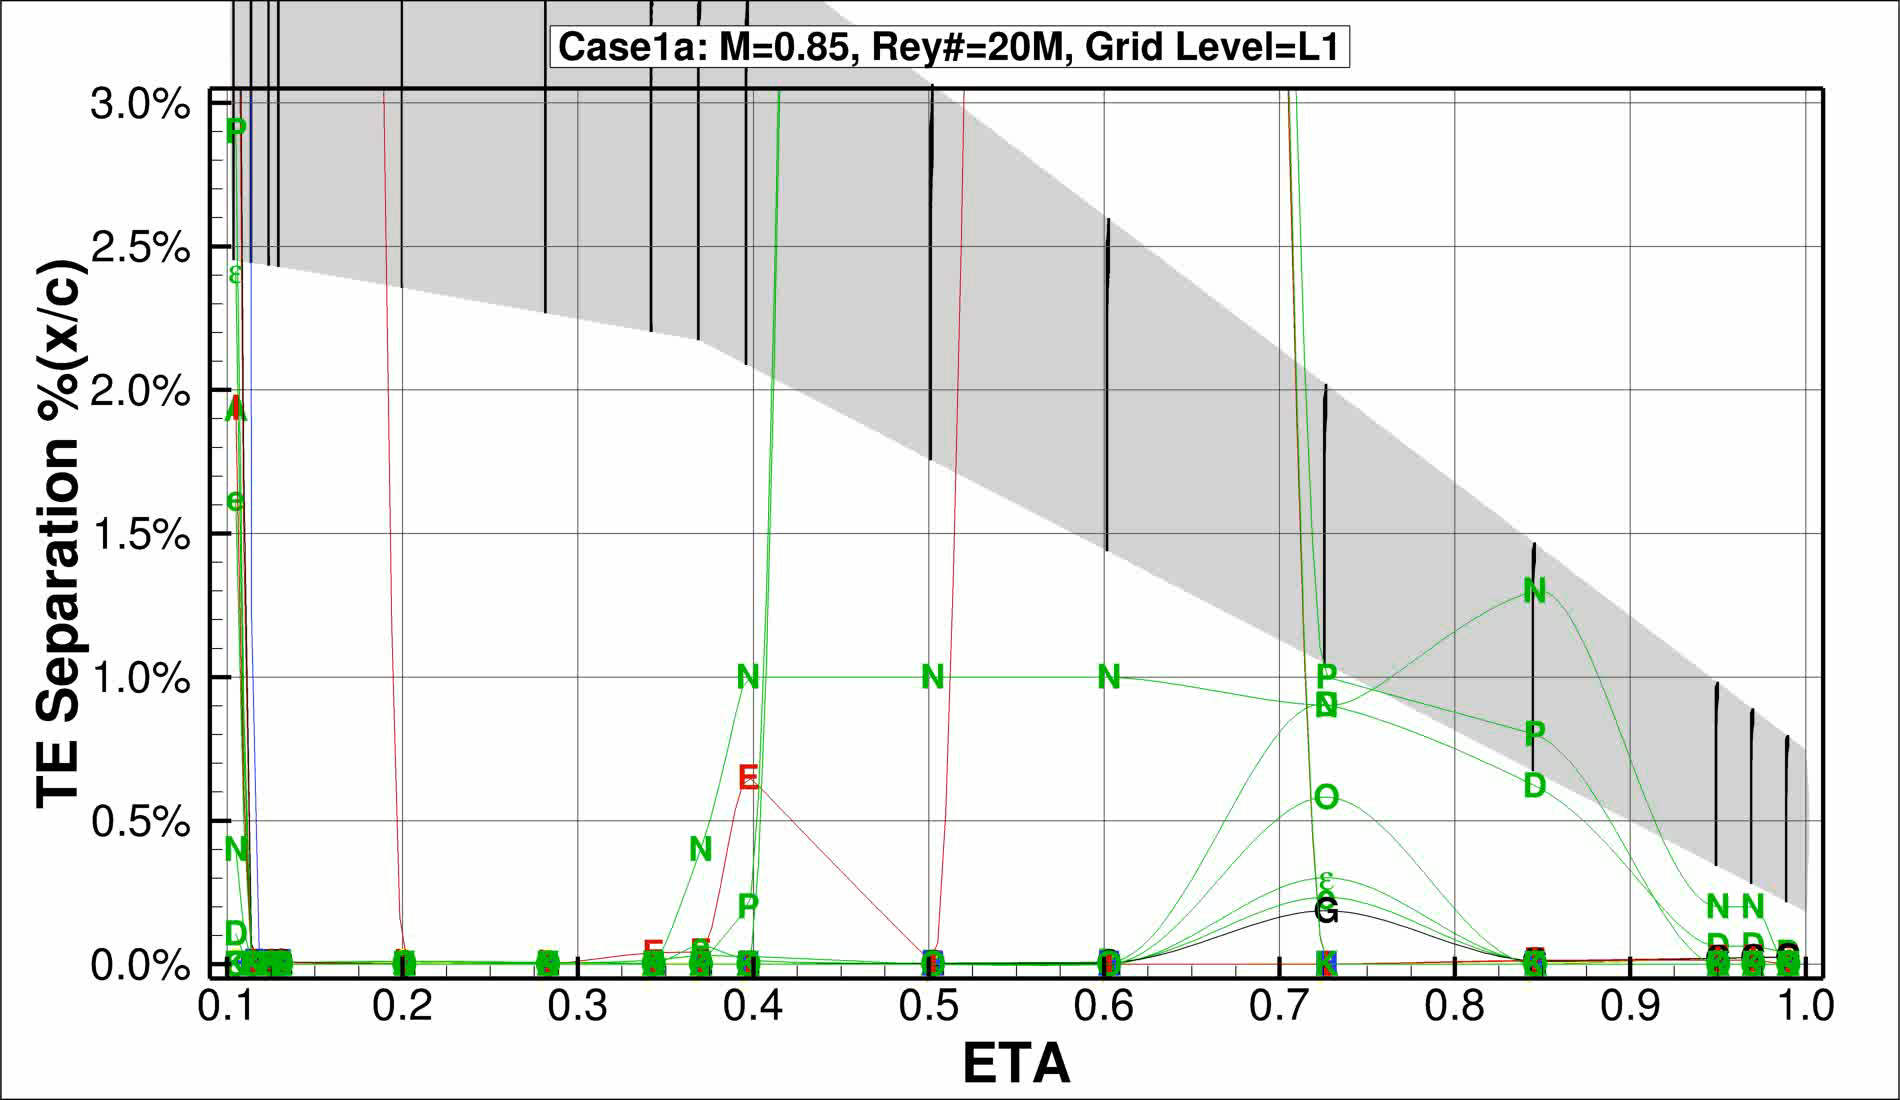 Case1a: M=0.85, Rey#=20M, Grid Level=L1
3.0%
P
2.5%
ε
TE Separation %(x/c)
2.0%
A
e
1.5%
N
1.0%
N
N
N
P
N
P
D
E
O
0.5%
N
N
P
ε
G
N
N
D
D
D
0.0%
0.1
0.2
0.3
0.4
0.5
0.6
0.7
0.8
0.9
1.0
ETA